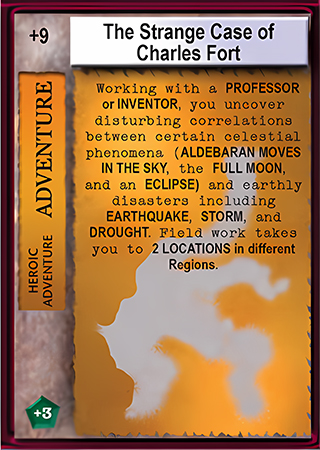 +9
The Strange Case of
Charles Fort
HEROIC
ADVENTURE
ADVENTURE
Working with a PROFESSOR
or INVENTOR, you uncover
disturbing correlations
between certain celestial
phenomena (ALDEBARAN MOVES
IN THE SKY, the FULL MOON,
and an ECLIPSE) and earthly
disasters including
EARTHQUAKE, STORM, and
DROUGHT. Field work takes
you to 2 LOCATIONS in different
Regions.
+3